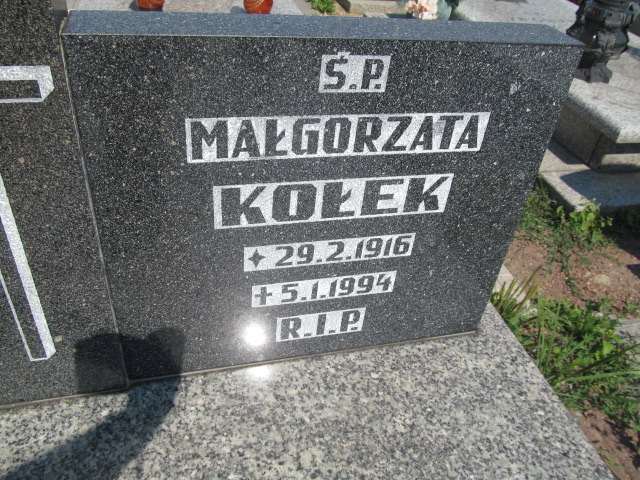 Ś.P.
MAŁGORZATA
KOŁEK
✦ 29.2.1916
✝ 5.1.1994
R.I.P.